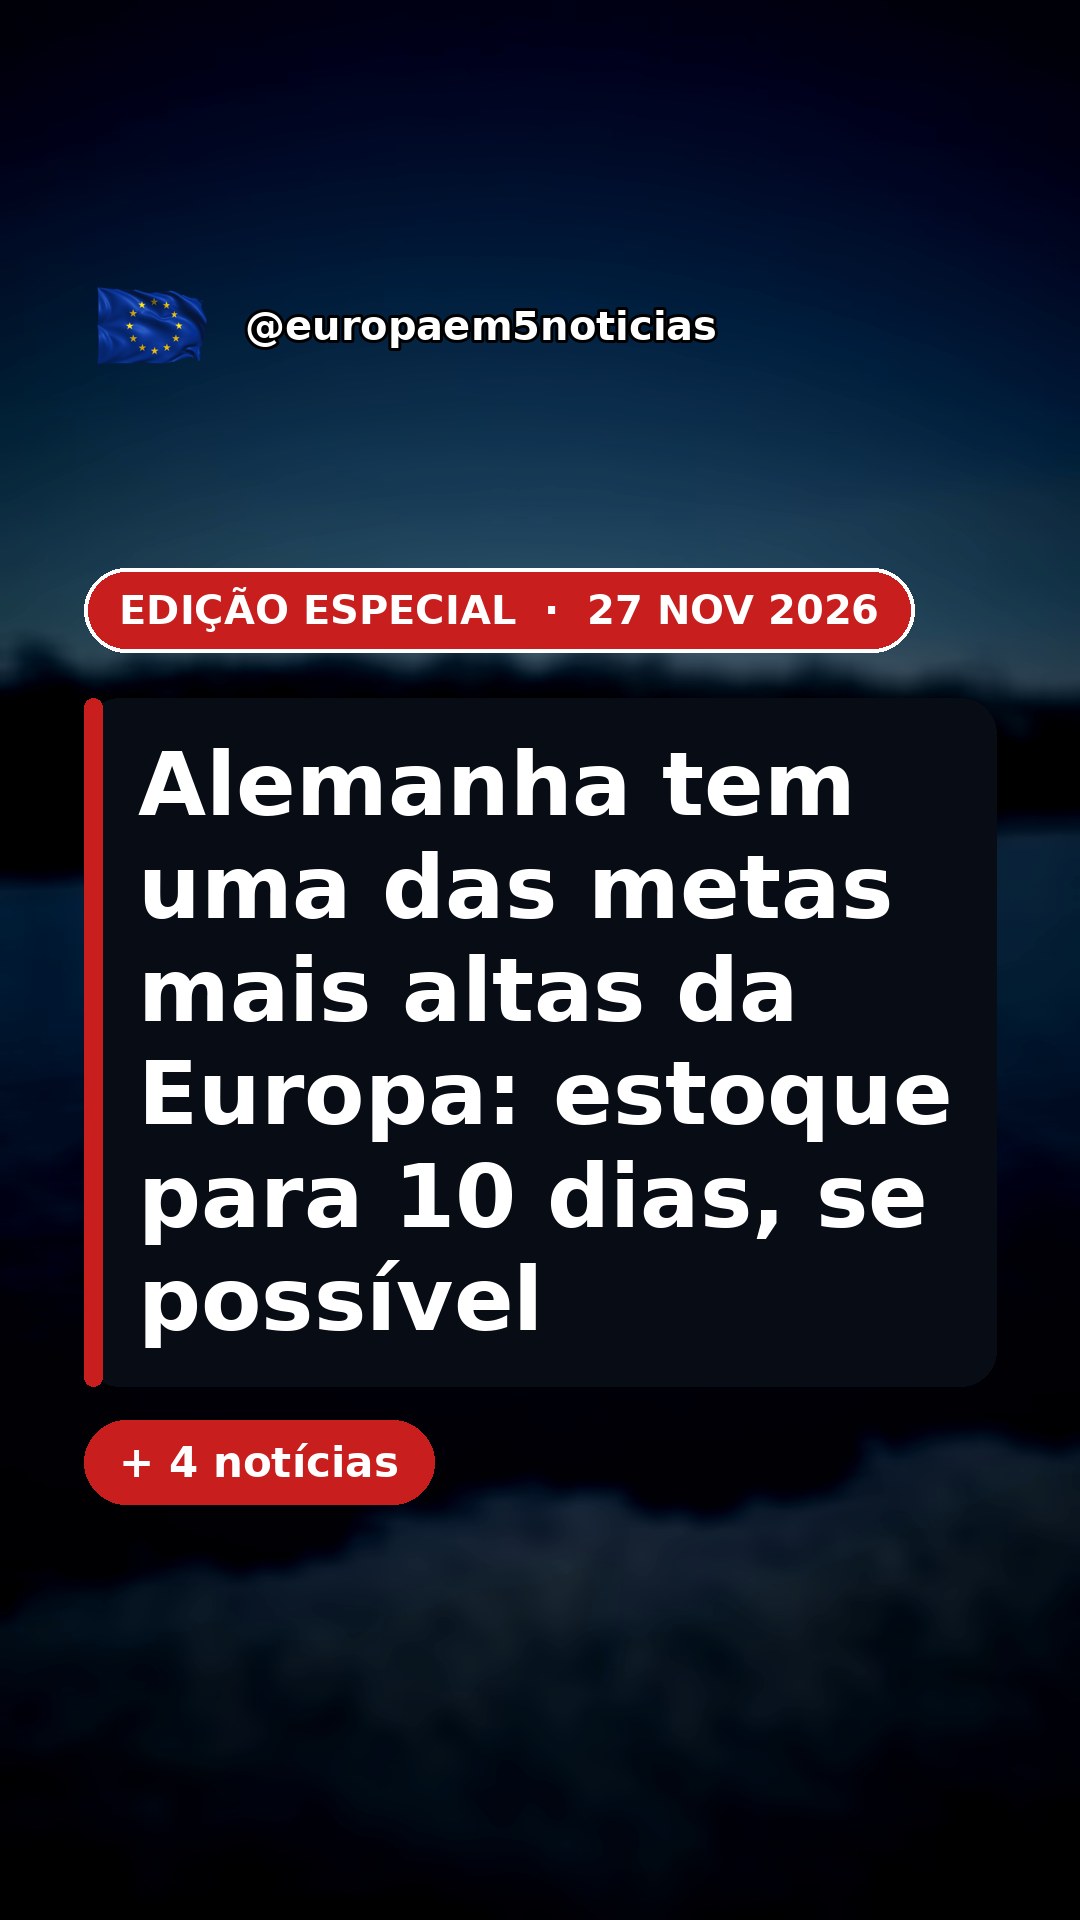 @europaem5noticias
EDIÇÃO ESPECIAL · 27 NOV 2026
Alemanha tem
uma das metas
mais altas da
Europa: estoque
para 10 dias, se
possível
+ 4 notícias